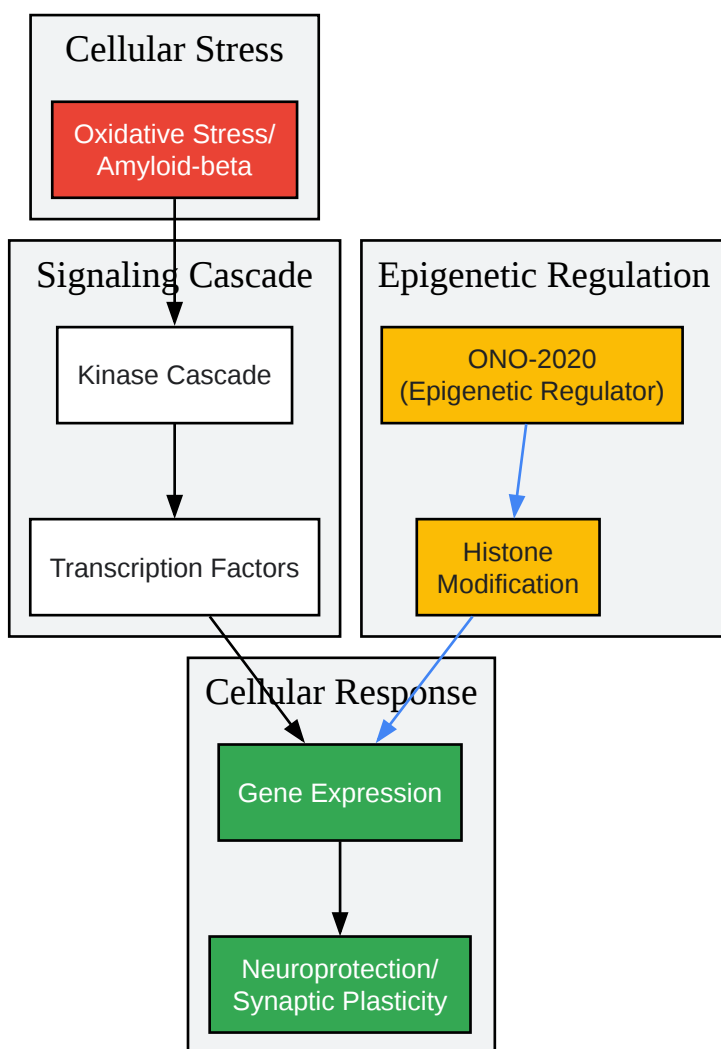 Cellular Stress
Oxidative Stress/
Amyloid-beta
Signaling Cascade
Kinase Cascade
Transcription Factors
Epigenetic Regulation
ONO-2020
(Epigenetic Regulator)
Histone
Modification
Cellular Response
Gene Expression
Neuroprotection/
Synaptic Plasticity